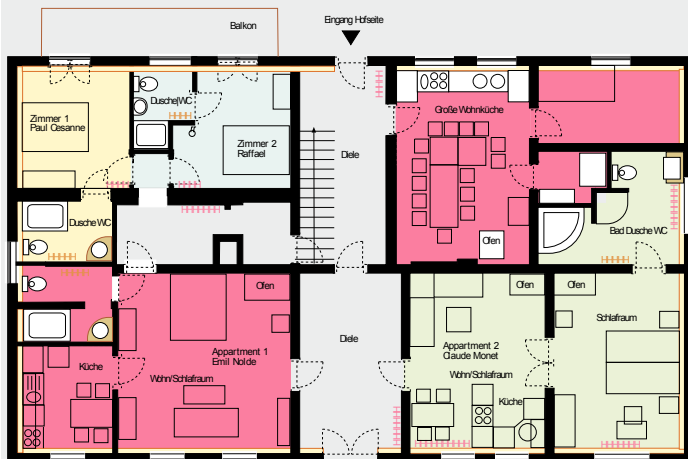 Balkon
Eingang Hofseite
Zimmer 1
Paul Cesanne
Dusche|WC
Zimmer 2
Raffael
Diele
Große Wohnküche
Dusche WC
Ofen
Bad Dusche WC
Ofen
Appartment 1
Emil Nolde
Wohn/Schlafraum
Küche
Diele
Ofen
Appartment 2
Claude Monet
Wohn/Schlafraum
Küche
Ofen
Schlafraum